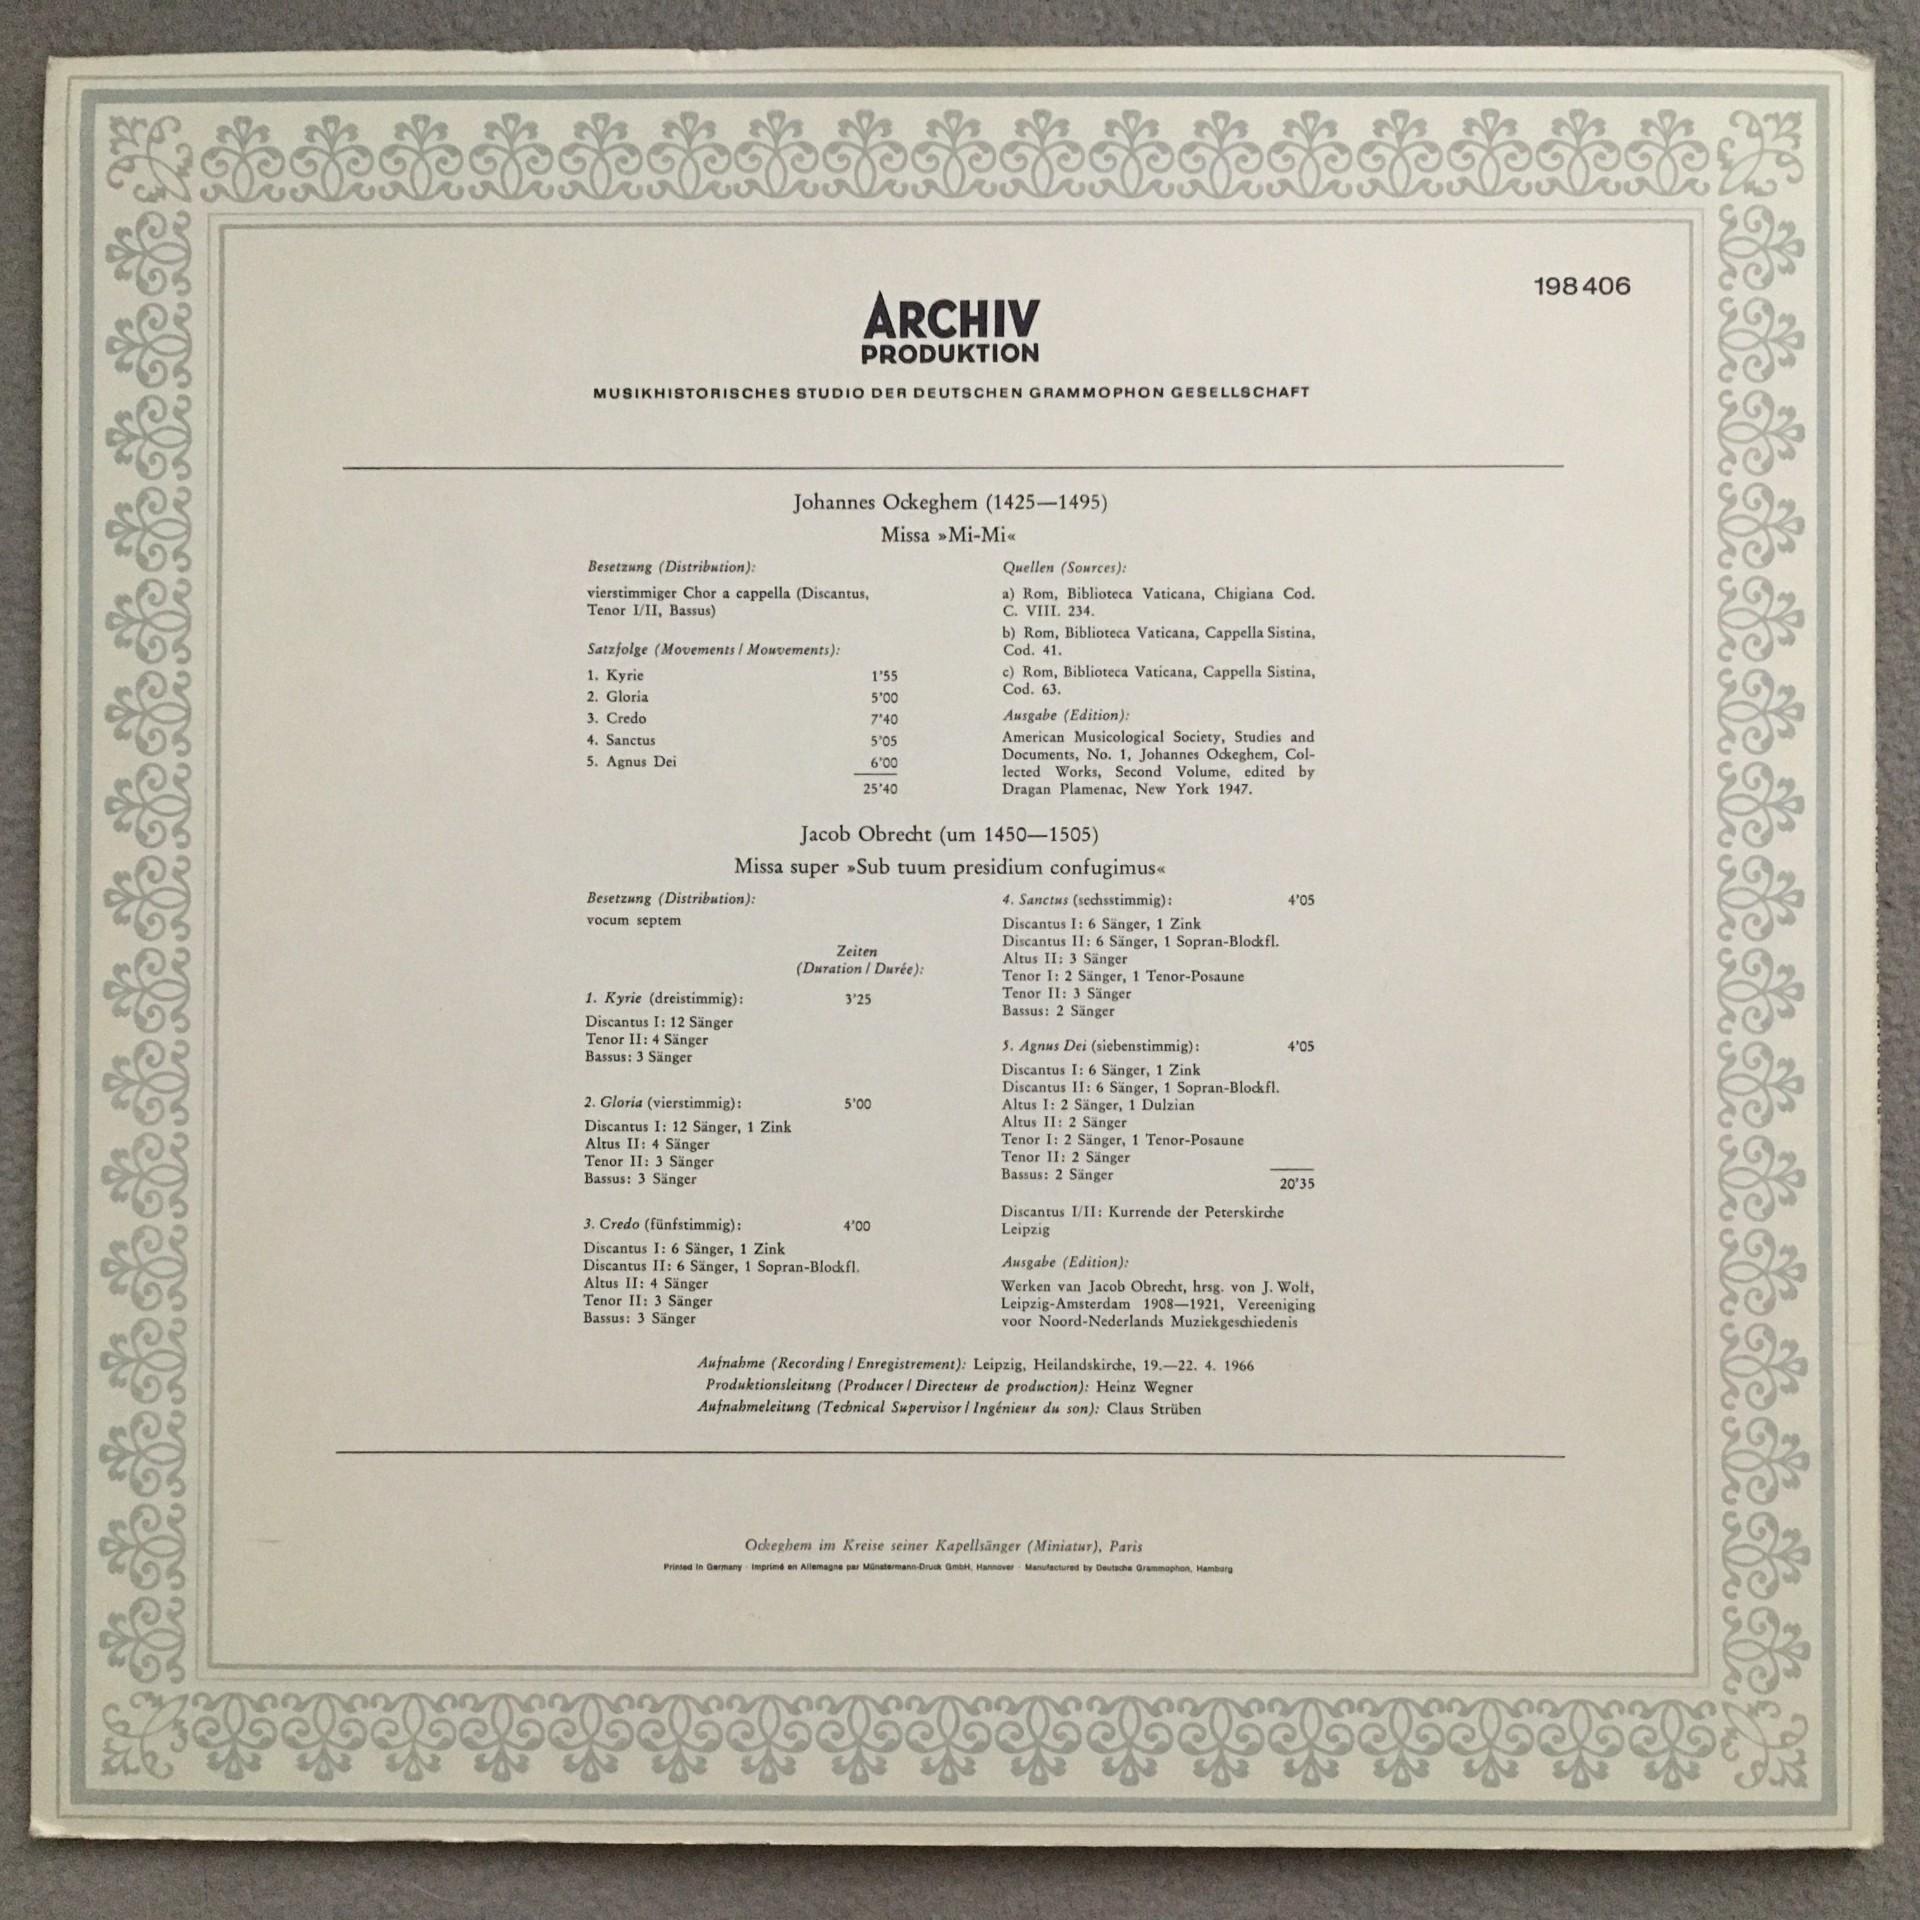 198 406
ARCHIV
PRODUKTION
MUSIKHISTORISCHES STUDIO DER DEUTSCHEN GRAMMOPHON GESELLSCHAFT
Johannes Ockeghem (1425—1495)
Missa »Mi-Mi«
Besetzung (Distribution):
vierstimmiger Chor a cappella (Discantus,
Tenor I/II, Bassus)
Satzfolge (Movements / Mouvements):
1. Kyrie 1'55
2. Gloria 5'00
3. Credo 7'40
4. Sanctus 5'05
5. Agnus Dei 6'00
25'40
Quellen (Sources):
a) Rom, Biblioteca Vaticana, Chigiana Cod.
C. VIII. 234.
b) Rom, Biblioteca Vaticana, Cappella Sistina,
Cod. 41.
c) Rom, Biblioteca Vaticana, Cappella Sistina,
Cod. 63.
Ausgabe (Edition):
American Musicological Society, Studies and
Documents, No. 1, Johannes Ockeghem, Col-
lected Works, Second Volume, edited by
Dragan Plamenac, New York 1947.
Jacob Obrecht (um 1450—1505)
Missa super »Sub tuum presidium confugimus«
Besetzung (Distribution):
vocum septem
Zeiten
(Duration / Durée):
1. Kyrie (dreistimmig): 3'25
Discantus I: 12 Sänger
Tenor II: 4 Sänger
Bassus: 3 Sänger
2. Gloria (vierstimmig): 5'00
Discantus I: 12 Sänger, 1 Zink
Altus II: 4 Sänger
Tenor II: 3 Sänger
Bassus: 3 Sänger
3. Credo (fünfstimmig): 4'00
Discantus I: 6 Sänger, 1 Zink
Discantus II: 6 Sänger, 1 Sopran-Blockfl.
Altus II: 4 Sänger
Tenor II: 3 Sänger
Bassus: 3 Sänger
4. Sanctus (sechsstimmig): 4'05
Discantus I: 6 Sänger, 1 Zink
Discantus II: 6 Sänger, 1 Sopran-Blockfl.
Altus II: 3 Sänger
Tenor I: 2 Sänger, 1 Tenor-Posaune
Tenor II: 3 Sänger
Bassus: 2 Sänger
5. Agnus Dei (siebenstimmig): 4'05
Discantus I: 6 Sänger, 1 Zink
Discantus II: 6 Sänger, 1 Sopran-Blockfl.
Altus I: 2 Sänger, 1 Dulzian
Altus II: 2 Sänger
Tenor I: 2 Sänger, 1 Tenor-Posaune
Tenor II: 2 Sänger
Bassus: 2 Sänger
20'35
Discantus I/II: Kurrende der Peterskirche
Leipzig
Ausgabe (Edition):
Werken van Jacob Obrecht, hrsg. von J. Wolf,
Leipzig-Amsterdam 1908—1921, Vereeniging
voor Noord-Nederlands Muziekgeschiedenis
Aufnahme (Recording / Enregistrement): Leipzig, Heilandskirche, 19.—22. 4. 1966
Produktionsleitung (Producer / Directeur de production): Heinz Wegner
Aufnahmeleitung (Technical Supervisor / Ingénieur du son): Claus Strüben
Ockeghem im Kreise seiner Kapellsänger (Miniatur), Paris
Printed in Germany · Imprimé en Allemagne par Münstermann-Druck GmbH, Hannover · Manufactured by Deutsche Grammophon, Hamburg